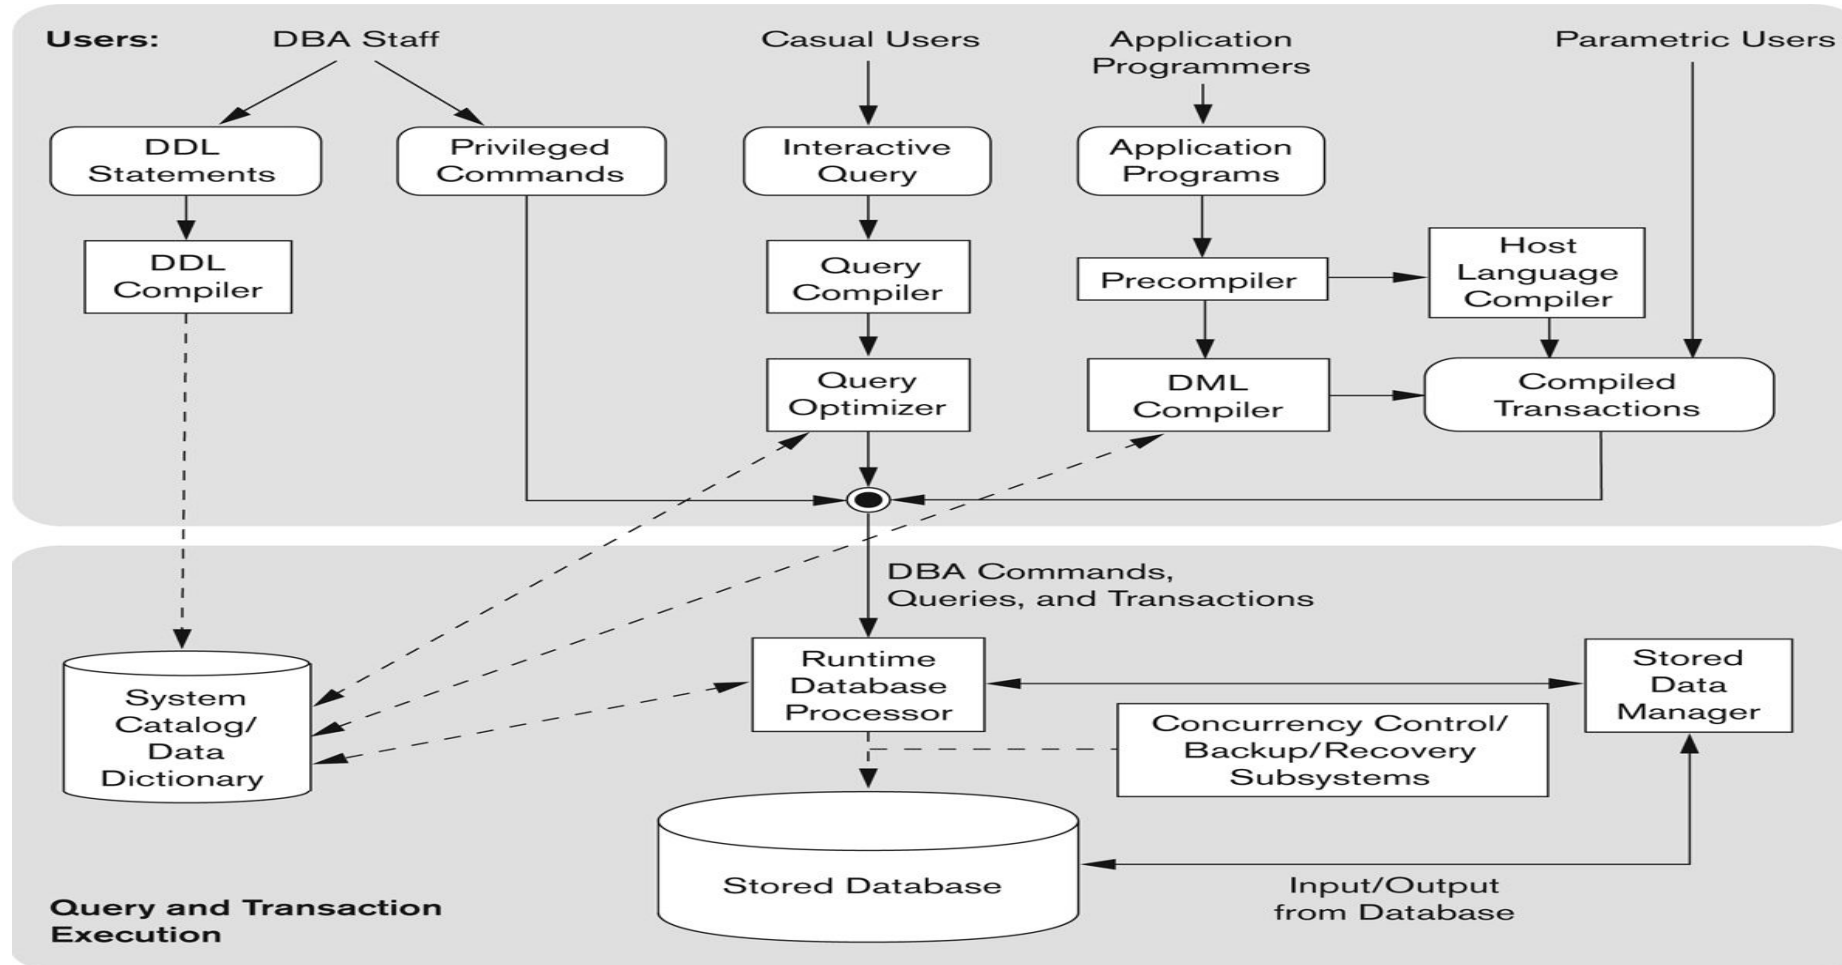 Users:
DBA Staff
Casual Users
Application
Programmers
Parametric Users
DDL
Statements
Privileged
Commands
Interactive
Query
Application
Programs
DDL
Compiler
Query
Compiler
Precompiler
Host
Language
Compiler
Query
Optimizer
DML
Compiler
Compiled
Transactions
DBA Commands,
Queries, and Transactions
System
Catalog/
Data
Dictionary
Runtime
Database
Processor
Stored
Data
Manager
Concurrency Control/
Backup/Recovery
Subsystems
Stored Database
Input/Output
from Database
Query and Transaction
Execution